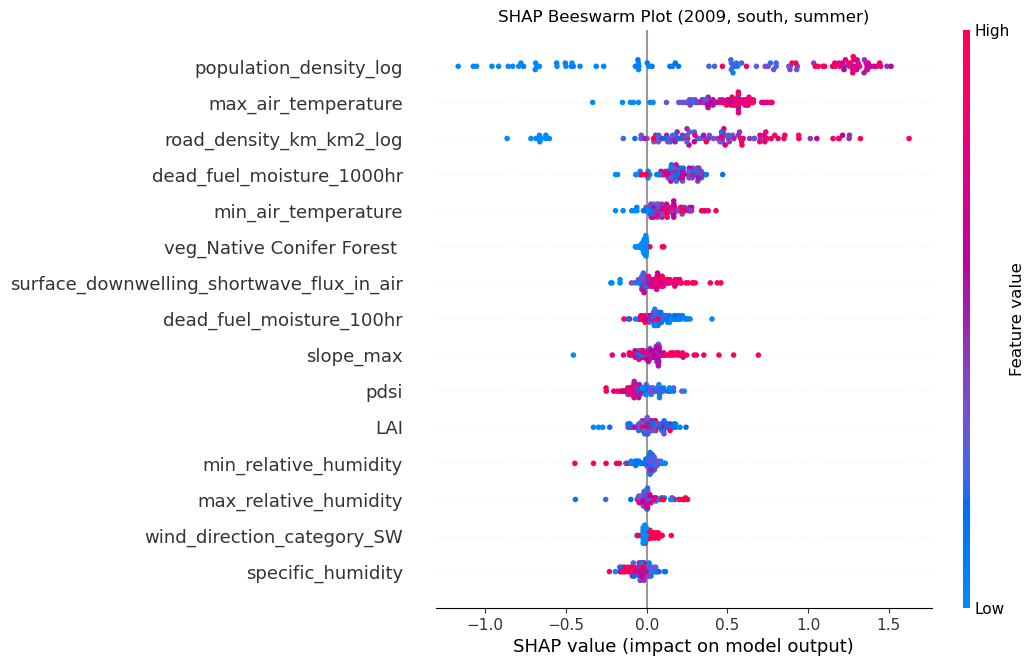 SHAP Beeswarm Plot (2009, south, summer)
High
population_density_log
max_air_temperature
road_density_km_km2_log
dead_fuel_moisture_1000hr
min_air_temperature
veg_Native Conifer Forest
surface_downwelling_shortwave_flux_in_air
dead_fuel_moisture_100hr
slope_max
pdsi
LAI
min_relative_humidity
max_relative_humidity
wind_direction_category_SW
specific_humidity
Feature value
Low
−1.0 −0.5 0.0 0.5 1.0 1.5
SHAP value (impact on model output)